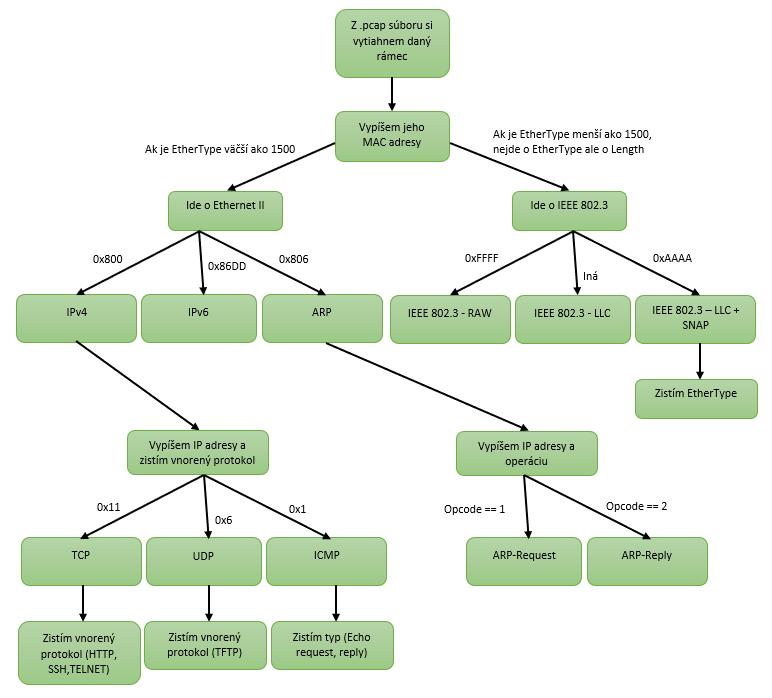 Z .pcap súboru si
vytiahnem daný
rámec
Vypíšem jeho
MAC adresy
Ak je EtherType väčší ako 1500
Ak je EtherType menší ako 1500,
nejde o EtherType ale o Length
Ide o Ethernet II
Ide o IEEE 802.3
0x800
0x86DD
0x806
0xFFFF
Iná
0xAAAA
IPv4
IPv6
ARP
IEEE 802.3 - RAW
IEEE 802.3 - LLC
IEEE 802.3 – LLC +
SNAP
Zistím EtherType
Vypíšem IP adresy a
zistím vnorený protokol
Vypíšem IP adresy a
operáciu
0x11
0x6
0x1
Opcode == 1
Opcode == 2
TCP
UDP
ICMP
ARP-Request
ARP-Reply
Zistím vnorený
protokol (HTTP,
SSH,TELNET)
Zistím vnorený
protokol (TFTP)
Zistím typ (Echo
request, reply)